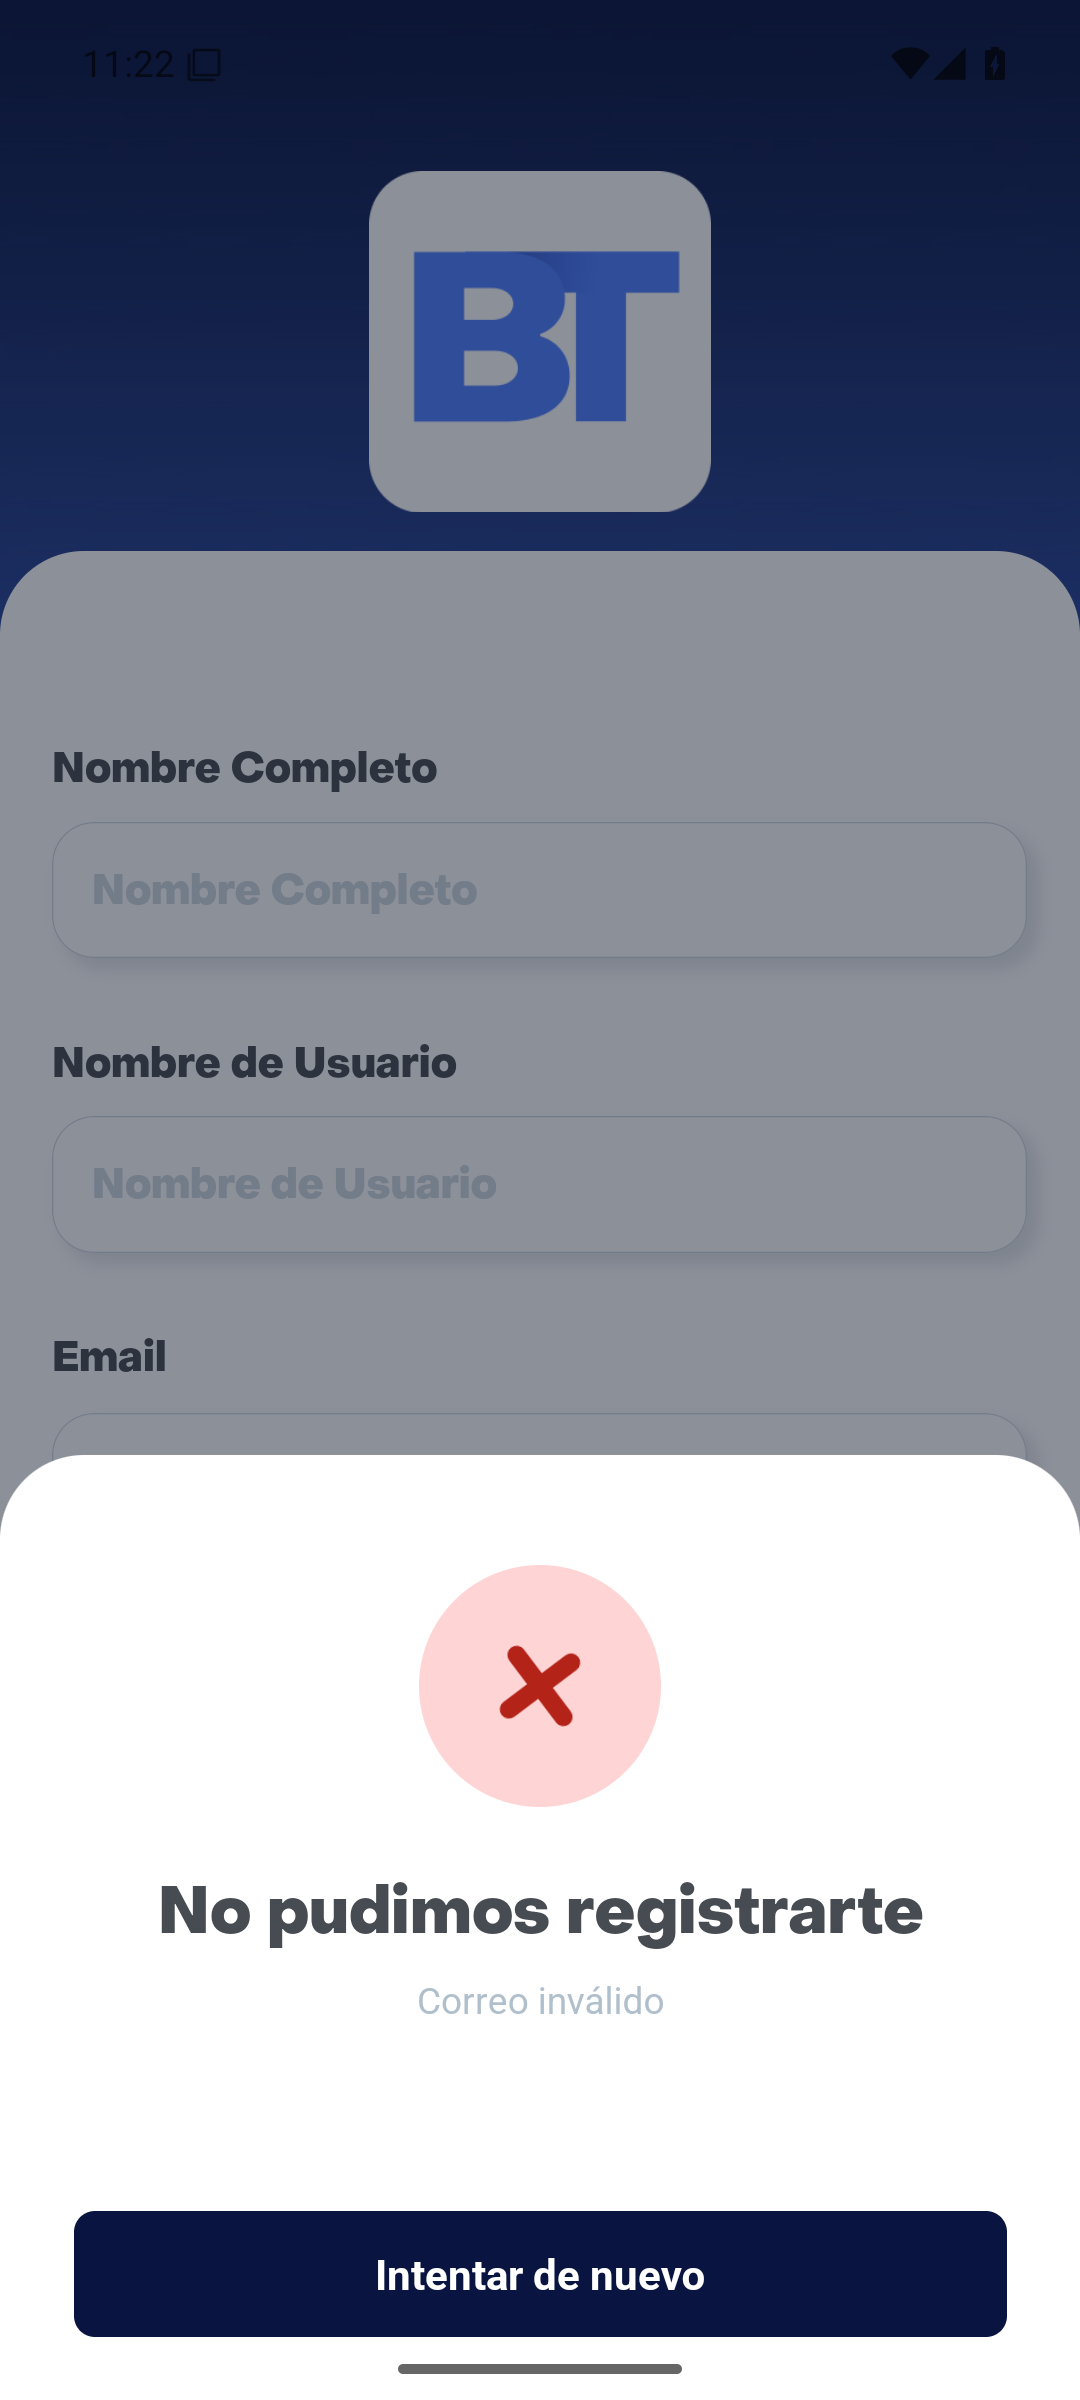 11:22
BT
Nombre Completo
Nombre Completo
Nombre de Usuario
Nombre de Usuario
Email
No pudimos registrarte
Correo inválido
Intentar de nuevo